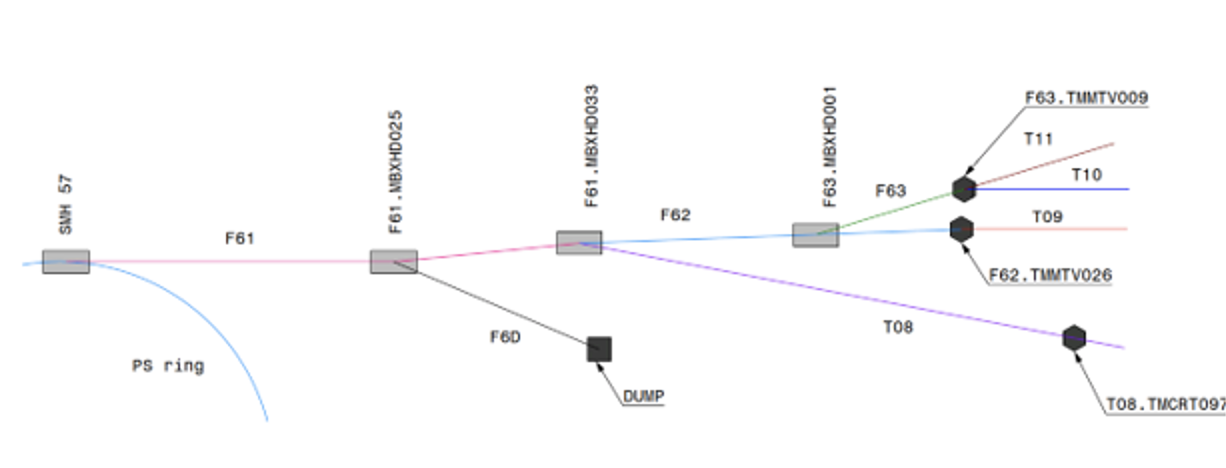 SMH 57
F61.MBXHD025
F61.MBXHD033
F63.MBXHD001
F63.TMMTV009
T11
T10
F63
F62
T09
F61
F62.TMMTV026
T08
F6D
PS ring
DUMP
T08.TMCRT097